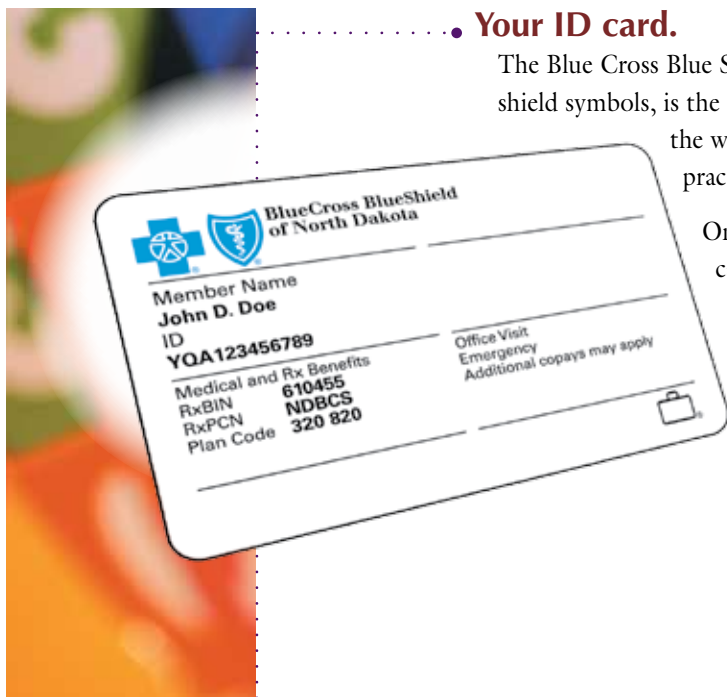 Your ID card.
The Blue Cross Blue
shield symbols, is the
the
BlueCross BlueShield
of North Dakota
Member Name
John D. Doe
ID
YQA123456789
Medical and Rx Benefits
RxBIN 610455
RxPCN NDBCS
Plan Code 320 820
Office Visit
Emergency
Additional copays may apply